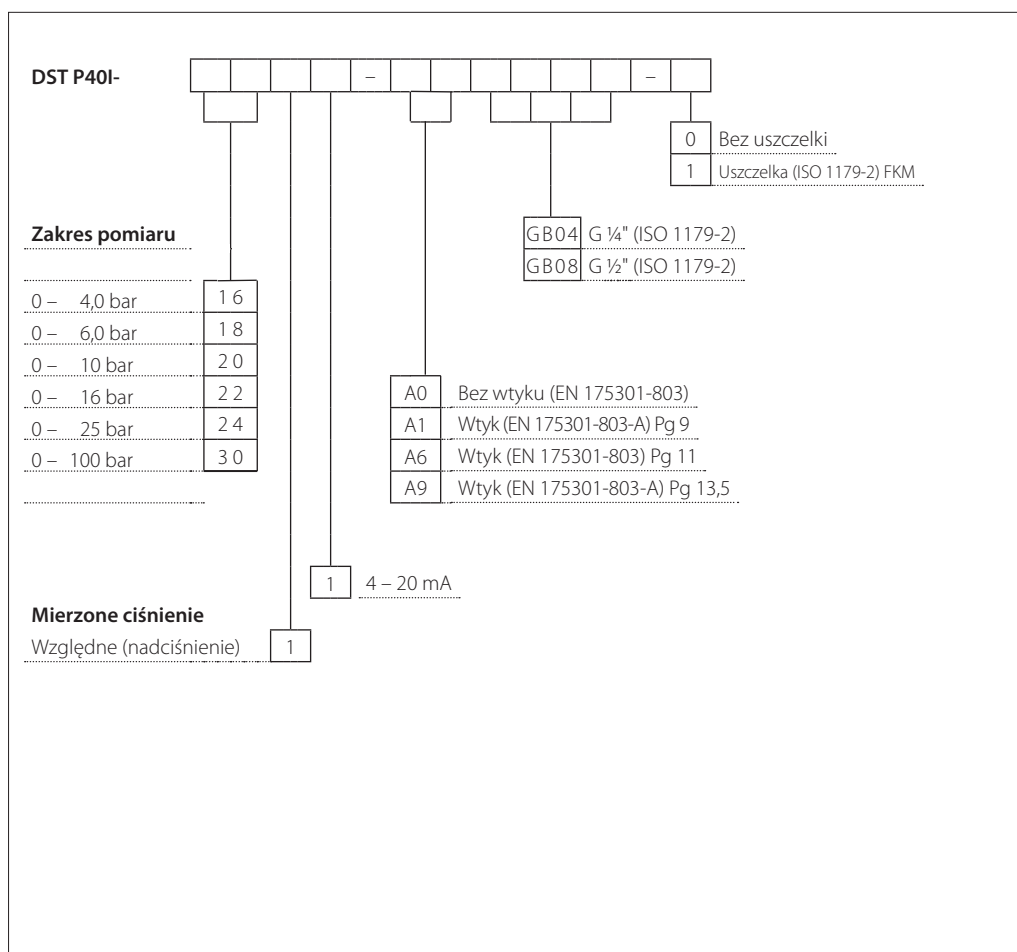 DST P40I- – –
0 Bez uszczelki
1 Uszczelka (ISO 1179-2) FKM
Zakres pomiaru
GB04 G ¼" (ISO 1179-2)
GB08 G ½" (ISO 1179-2)
0 – 4,0 bar 16
0 – 6,0 bar 18
0 – 10 bar 20
0 – 16 bar 22
0 – 25 bar 24
0 – 100 bar 30
A0 Bez wtyku (EN 175301-803)
A1 Wtyk (EN 175301-803-A) Pg 9
A6 Wtyk (EN 175301-803) Pg 11
A9 Wtyk (EN 175301-803-A) Pg 13,5
1 4 – 20 mA
Mierzone ciśnienie
Względne (nadciśnienie) 1